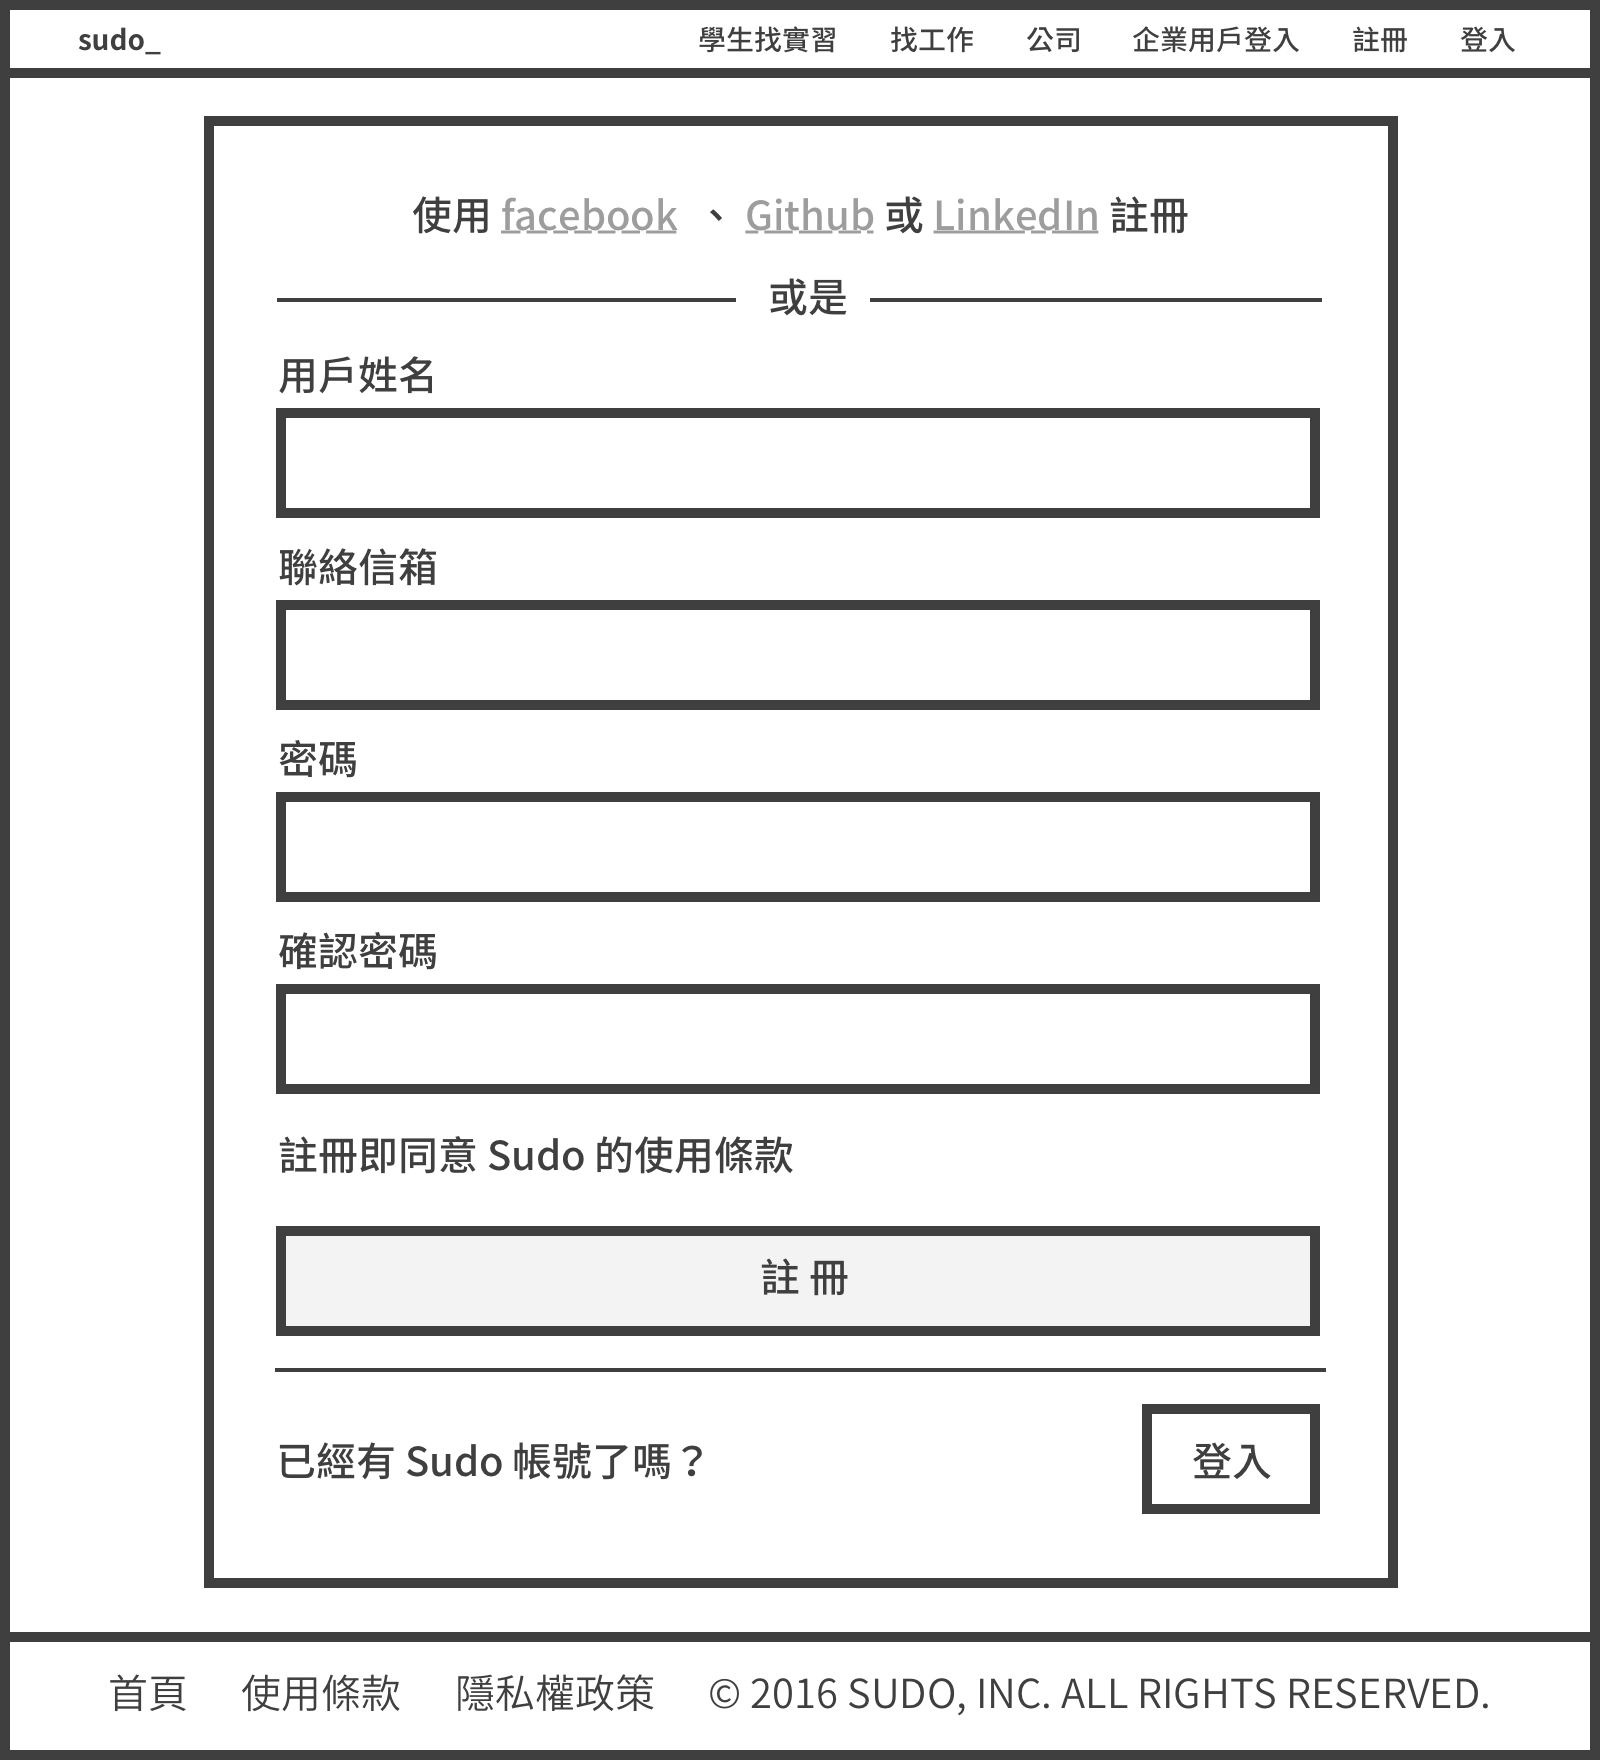 sudo_ 學生找實習 找工作 公司 企業用戶登入 註冊 登入
使用 facebook 、 Github 或 LinkedIn 註冊
或是
用戶姓名
聯絡信箱
密碼
確認密碼
註冊即同意 Sudo 的使用條款
註 冊
已經有 Sudo 帳號了嗎？ 登入
首頁 使用條款 隱私權政策 © 2016 SUDO, INC. ALL RIGHTS RESERVED.